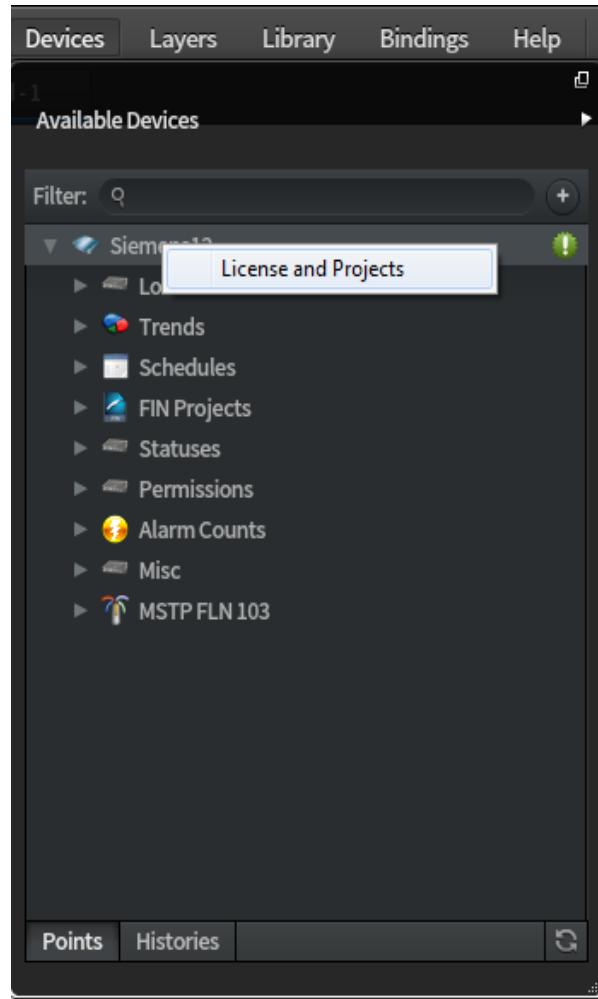 Devices Layers Library Bindings Help
-1
Available Devices
Filter:
License and Projects
Trends
Schedules
FIN Projects
Statuses
Permissions
Alarm Counts
Misc
MSTP FLN 103
Points Histories